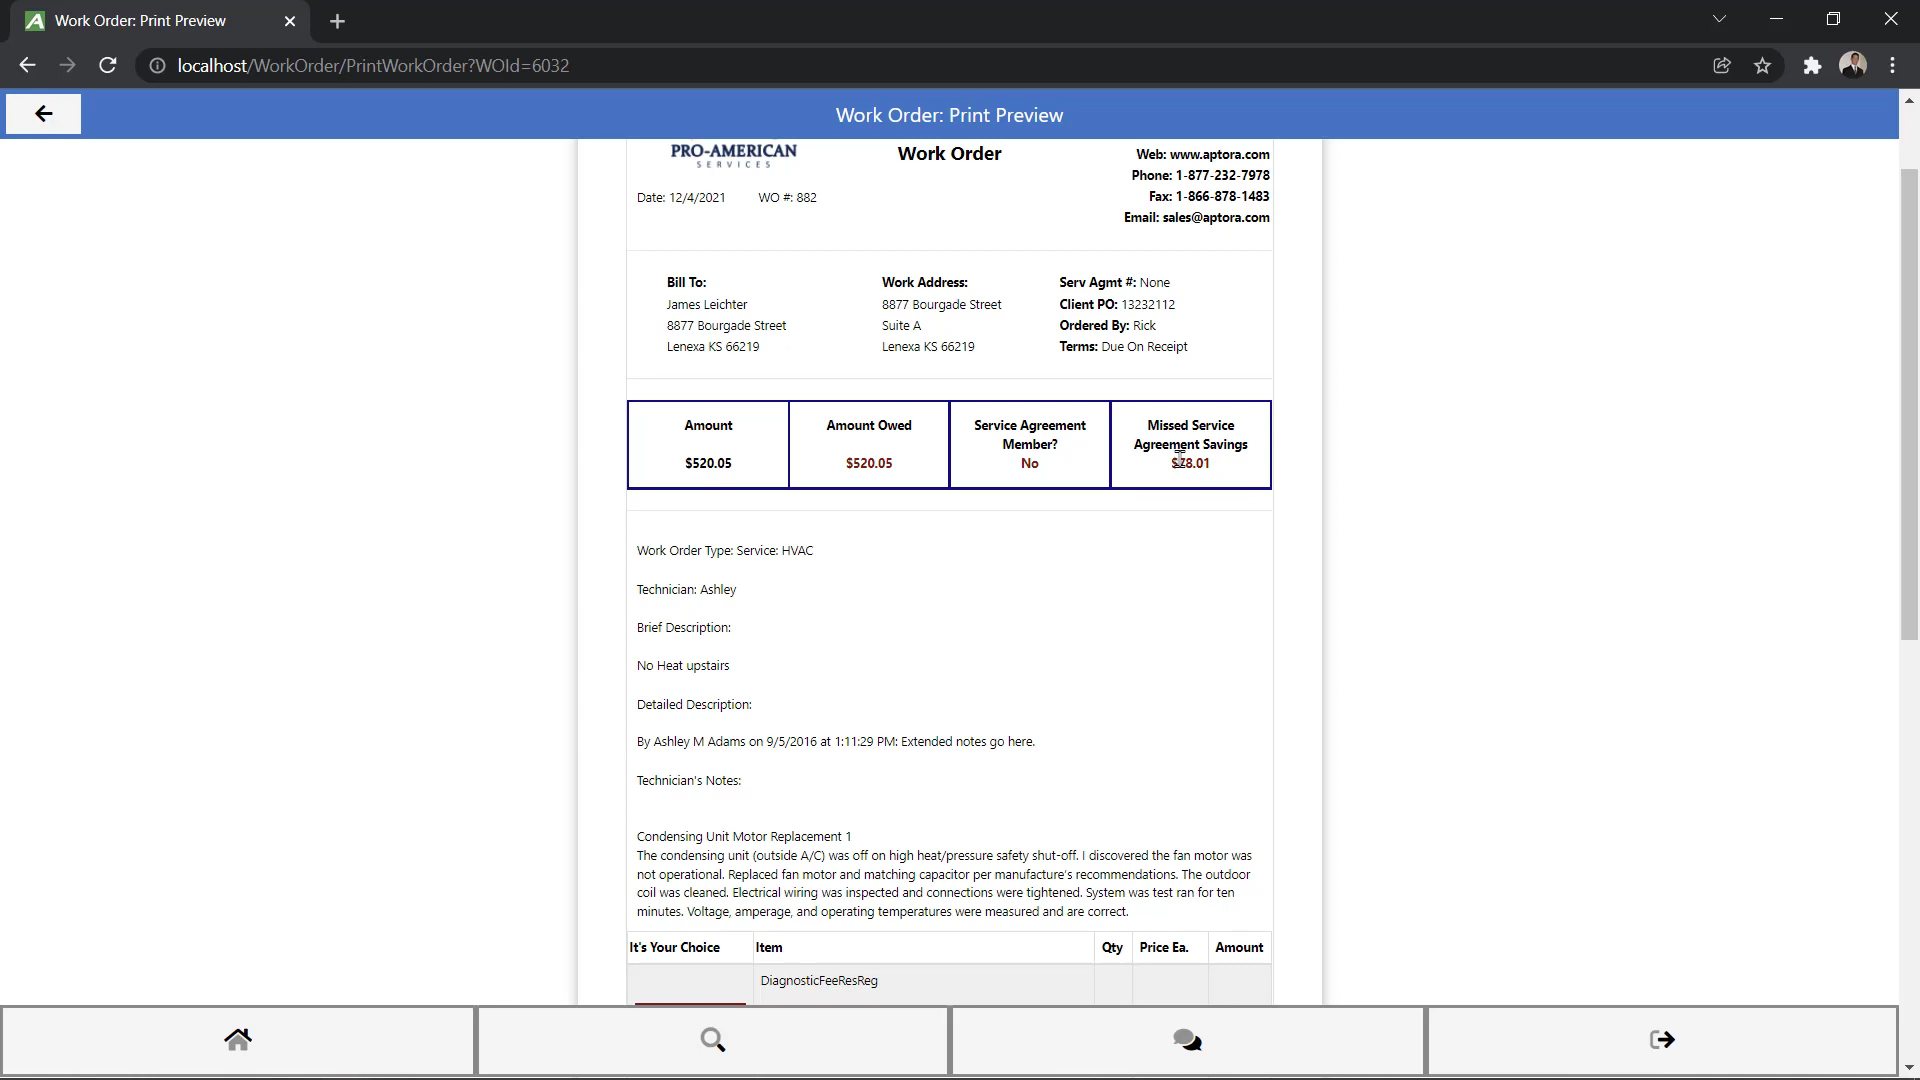 Work Order: Print Preview
localhost/WorkOrder/PrintWorkOrder?WOId=6032
Work Order: Print Preview
PRO-AMERICAN
SERVICES
Work Order
Web: www.aptora.com
Phone: 1-877-232-7978
Date: 12/4/2021 WO #: 882
Fax: 1-866-878-1483
Email: sales@aptora.com
Bill To: Work Address: Serv Agmt #: None
James Leichter 8877 Bourgade Street Client PO: 13232112
8877 Bourgade Street Suite A Ordered By: Rick
Lenexa KS 66219 Lenexa KS 66219 Terms: Due On Receipt
Amount Amount Owed Service Agreement Missed Service
Member? Agreement Savings
$520.05 $520.05 No
Work Order Type: Service: HVAC
Technician: Ashley
Brief Description:
No Heat upstairs
Detailed Description:
By Ashley M Adams on 9/5/2016 at 1:11:29 PM: Extended notes go here.
Technician's Notes:
Condensing Unit Motor Replacement 1
The condensing unit (outside A/C) was off on high heat/pressure safety shut-off. I discovered the fan motor was
not operational. Replaced fan motor and matching capacitor per manufacture's recommendations. The outdoor
coil was cleaned. Electrical wiring was inspected and connections were tightened. System was test ran for ten
minutes. Voltage, amperage, and operating temperatures were measured and are correct.
It's Your Choice Item Qty Price Ea. Amount
DiagnosticFeeResReg